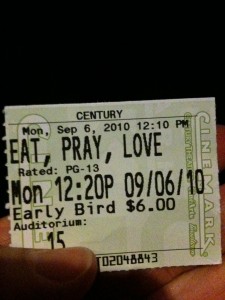 CENTURY
Mon, Sep 6, 2010 12:10 PM
EAT, PRAY, LOVE
Rated: PG-13
Mon 12:20P 09/06/10
Early Bird $6.00
Auditorium:
15
T02048843
CINEMARK